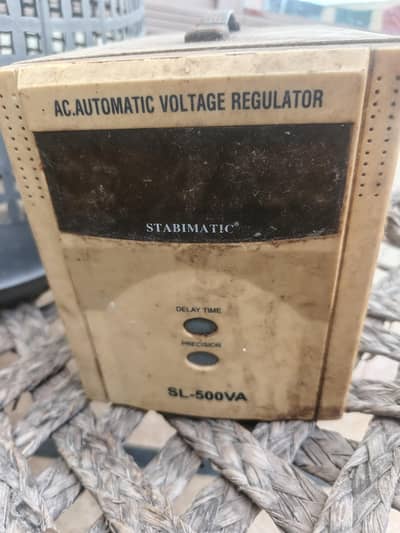 AC.AUTOMATIC VOLTAGE REGULATOR
STABIMATIC®
DELAY TIME
PRECISION
SL-500VA